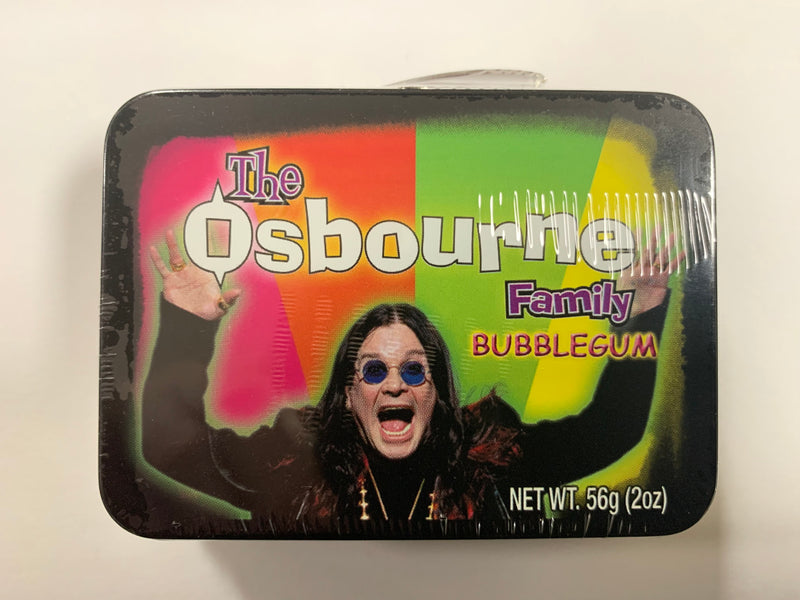 The
Osbourne
Family
BUBBLEGUM
NET WT. 56g (2oz)